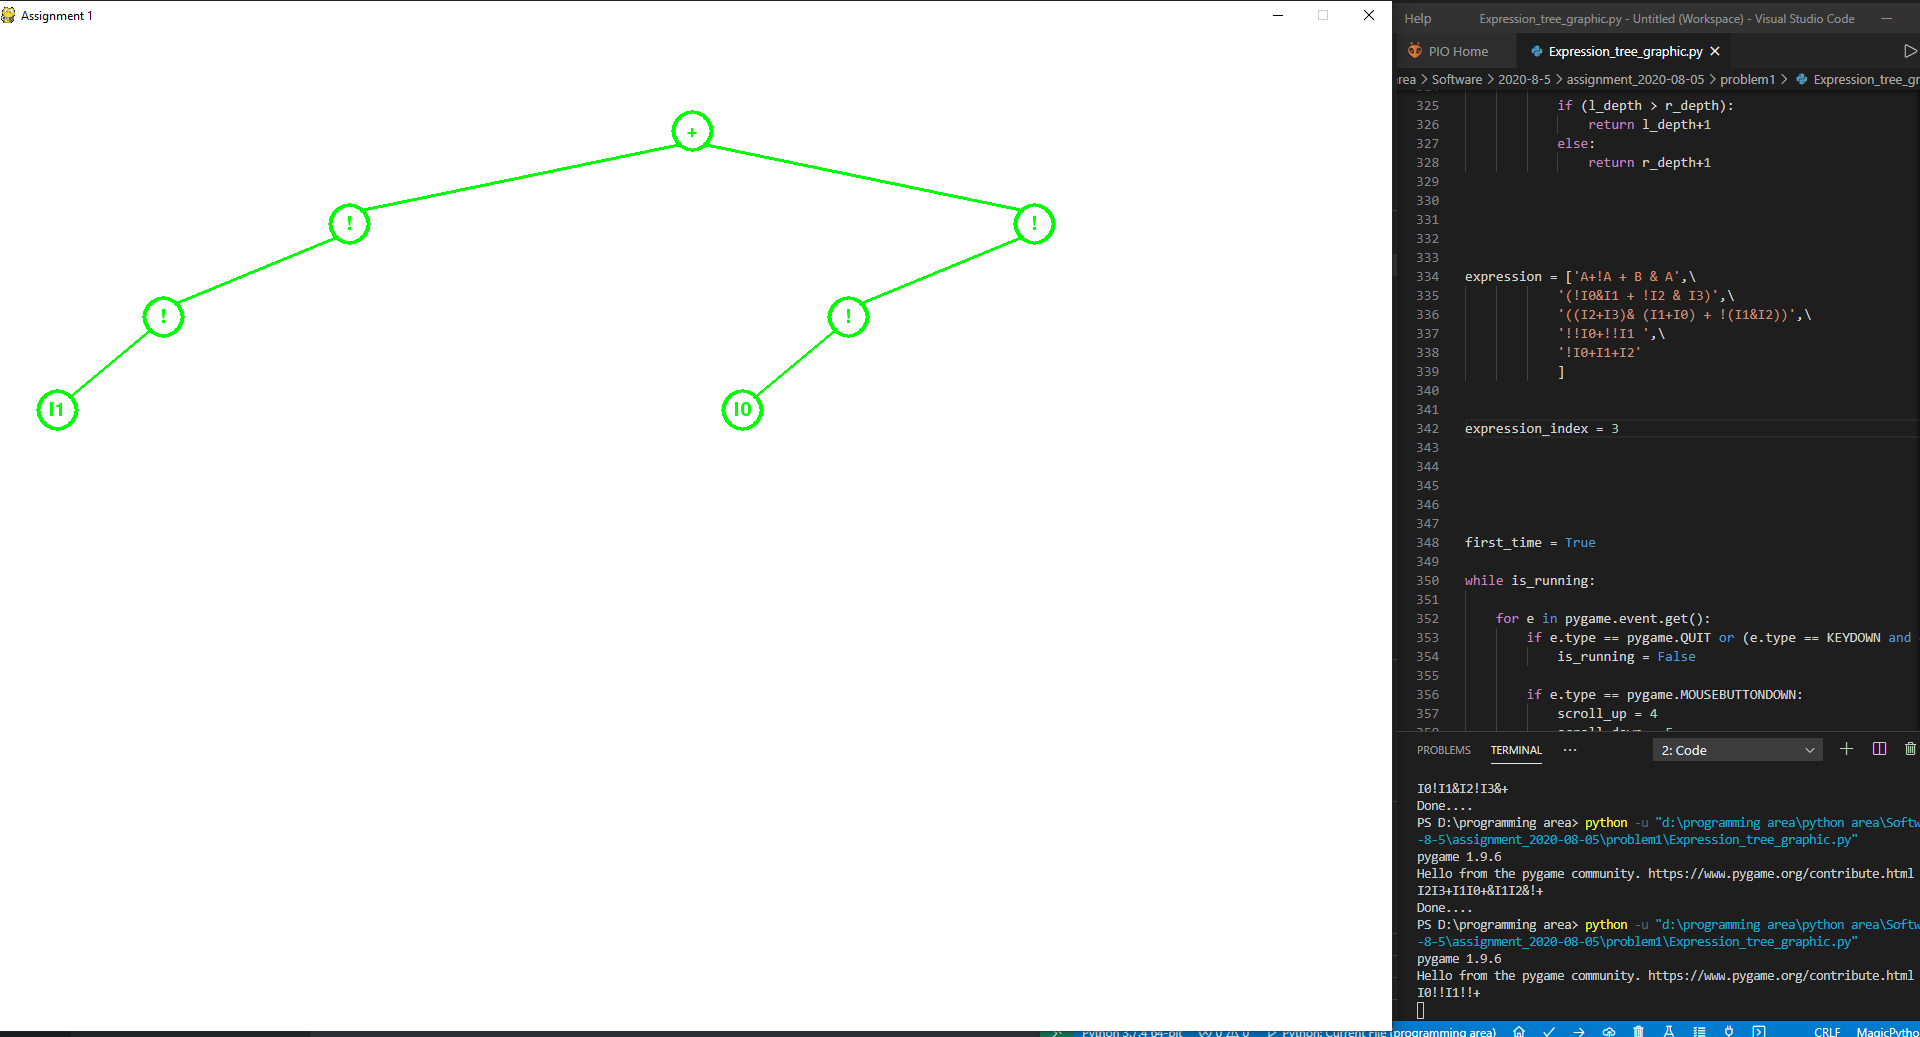 Assignment 1
+
!
!
!
!
I1
I0
Help
Expression_tree_graphic.py - Untitled (Workspace) - Visual Studio Code
PIO Home
Expression_tree_graphic.py
rea > Software > 2020-8-5 > assignment_2020-08-05 > problem1 > Expression_tree_gr
325 if (l_depth > r_depth):
326 return l_depth+1
327 else:
328 return r_depth+1
329
330
331
332
333
334 expression = ['A+!A + B & A',\
335 '(!I0&I1 + !I2 & I3)',\
336 '((I2+I3)& (I1+I0) + !(I1&I2))',\
337 '!!I0+!!I1 ',\
338 '!I0+I1+I2'
339 ]
340
341
342 expression_index = 3
343
344
345
346
347
348 first_time = True
349
350 while is_running:
351
352 for e in pygame.event.get():
353 if e.type == pygame.QUIT or (e.type == KEYDOWN and
354 is_running = False
355
356 if e.type == pygame.MOUSEBUTTONDOWN:
357 scroll_up = 4
PROBLEMS TERMINAL ··· 2: Code
I0!I1&I2!I3&+
Done....
PS D:\programming area> python -u "d:\programming area\python area\Softw
-8-5\assignment_2020-08-05\problem1\Expression_tree_graphic.py"
pygame 1.9.6
Hello from the pygame community. https://www.pygame.org/contribute.html
I2I3+I1I0+&I1I2&!+
Done....
PS D:\programming area> python -u "d:\programming area\python area\Softw
-8-5\assignment_2020-08-05\problem1\Expression_tree_graphic.py"
pygame 1.9.6
Hello from the pygame community. https://www.pygame.org/contribute.html
I0!!I1!!+
Python 3.7.4 64-bit 0 0 Python: Current File (programming area) CRLF MagicPytho